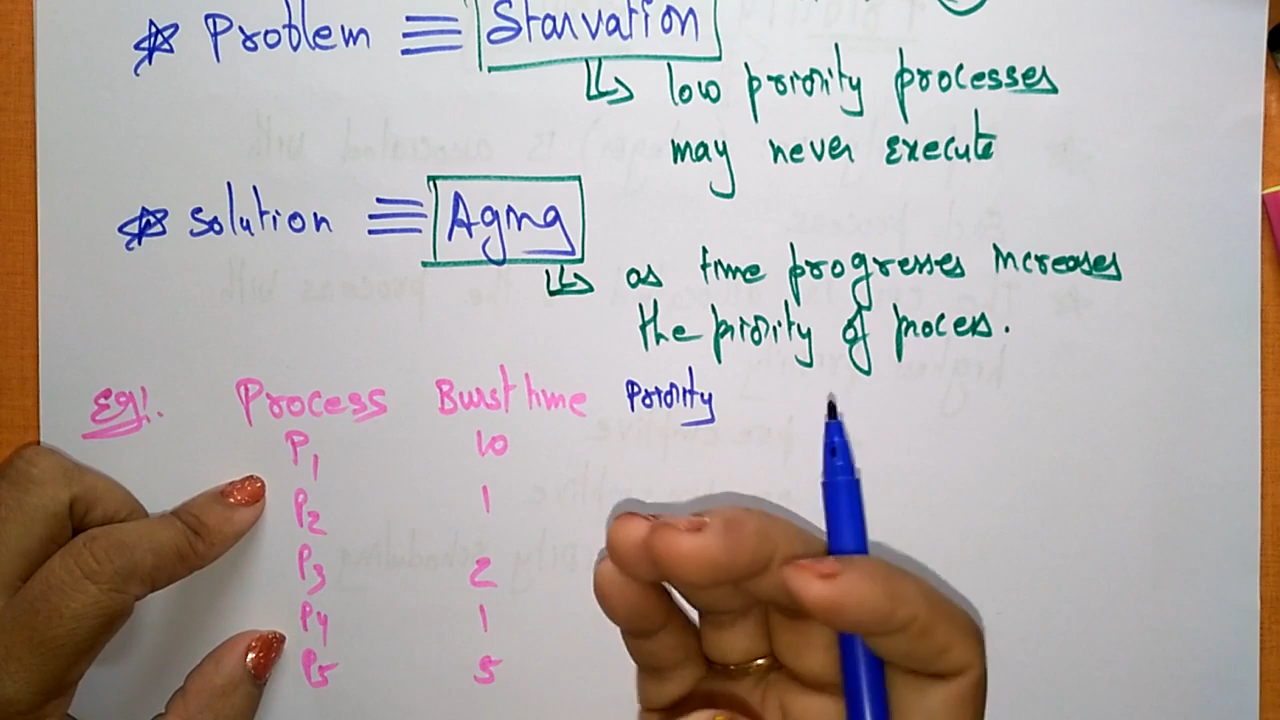 ☆ Problem ≡ Starvation
↳ low priority processes
may never execute
☆ Solution ≡ Aging
↳ as time progresses increases
the priority of process.
Eg:. Process Burst time Priority
P1 10
P2 1
P3 2
P4 1
P5 5